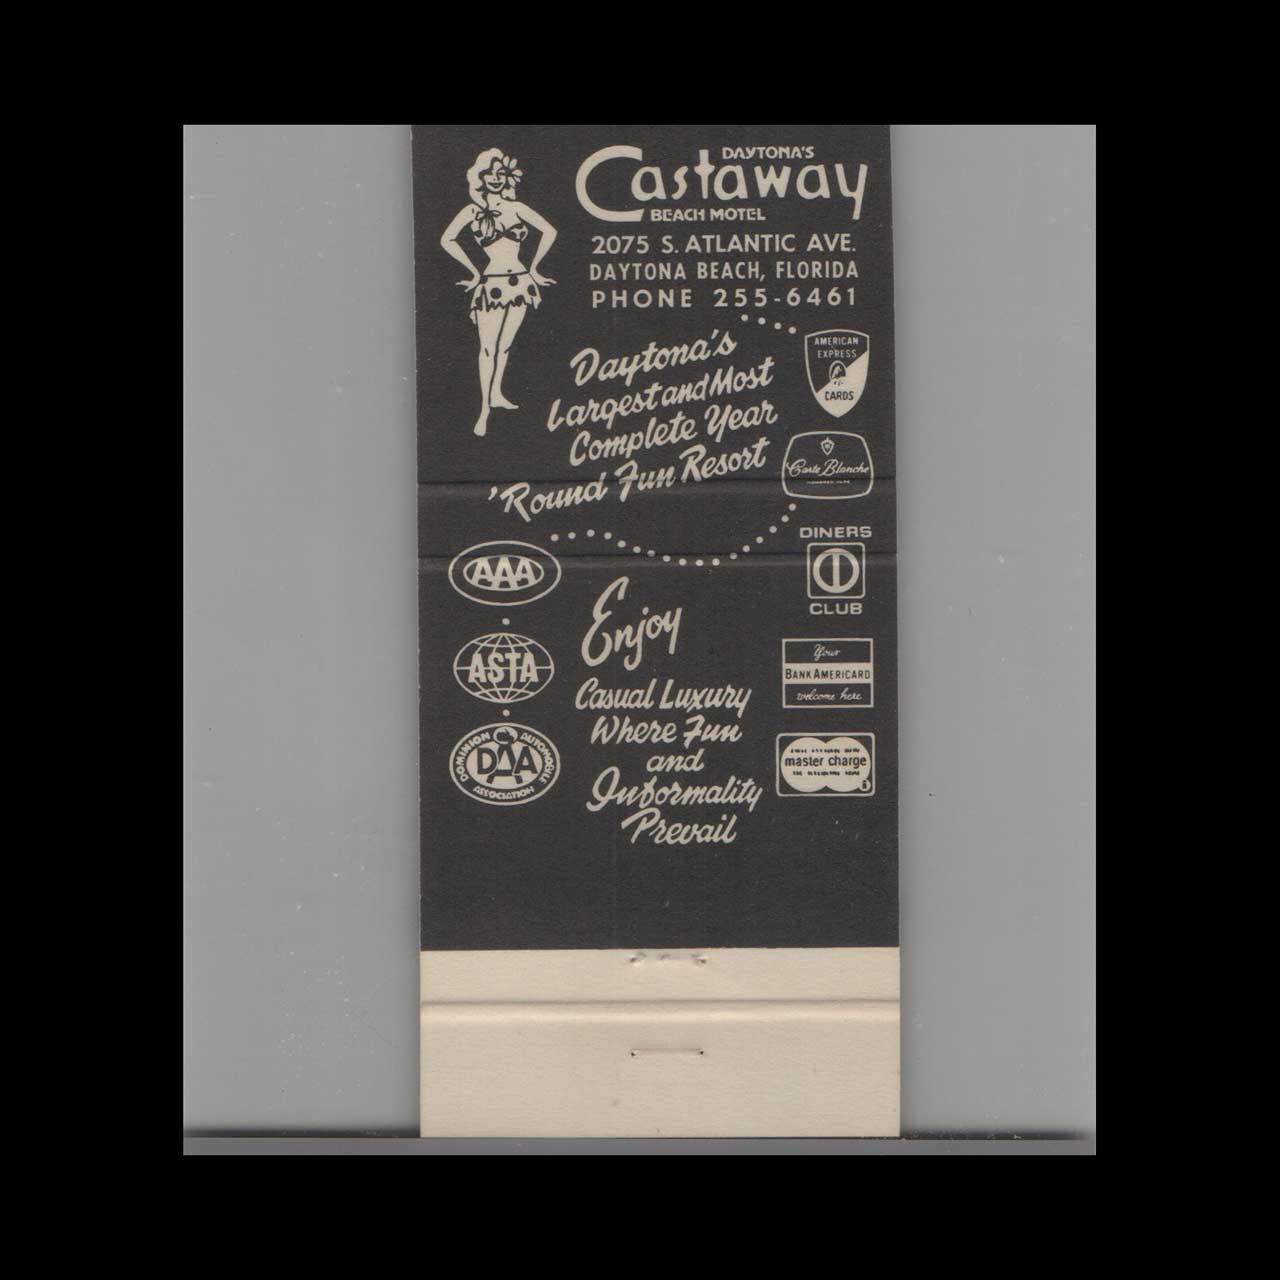 DAYTONA'S
Castaway
BEACH MOTEL
2075 S. ATLANTIC AVE.
DAYTONA BEACH, FLORIDA
PHONE 255-6461
Daytona's
Largest and Most
Complete Year
'Round Fun Resort
AMERICAN
EXPRESS
CARDS
Carte Blanche
DINERS
CLUB
AAA
ASTA
DOMINION AUTOMOBILE
DAA
ASSOCIATION
Enjoy
Casual Luxury
Where Fun
and
Informality
Prevail
Your
BANKAMERICARD
welcome here
master charge